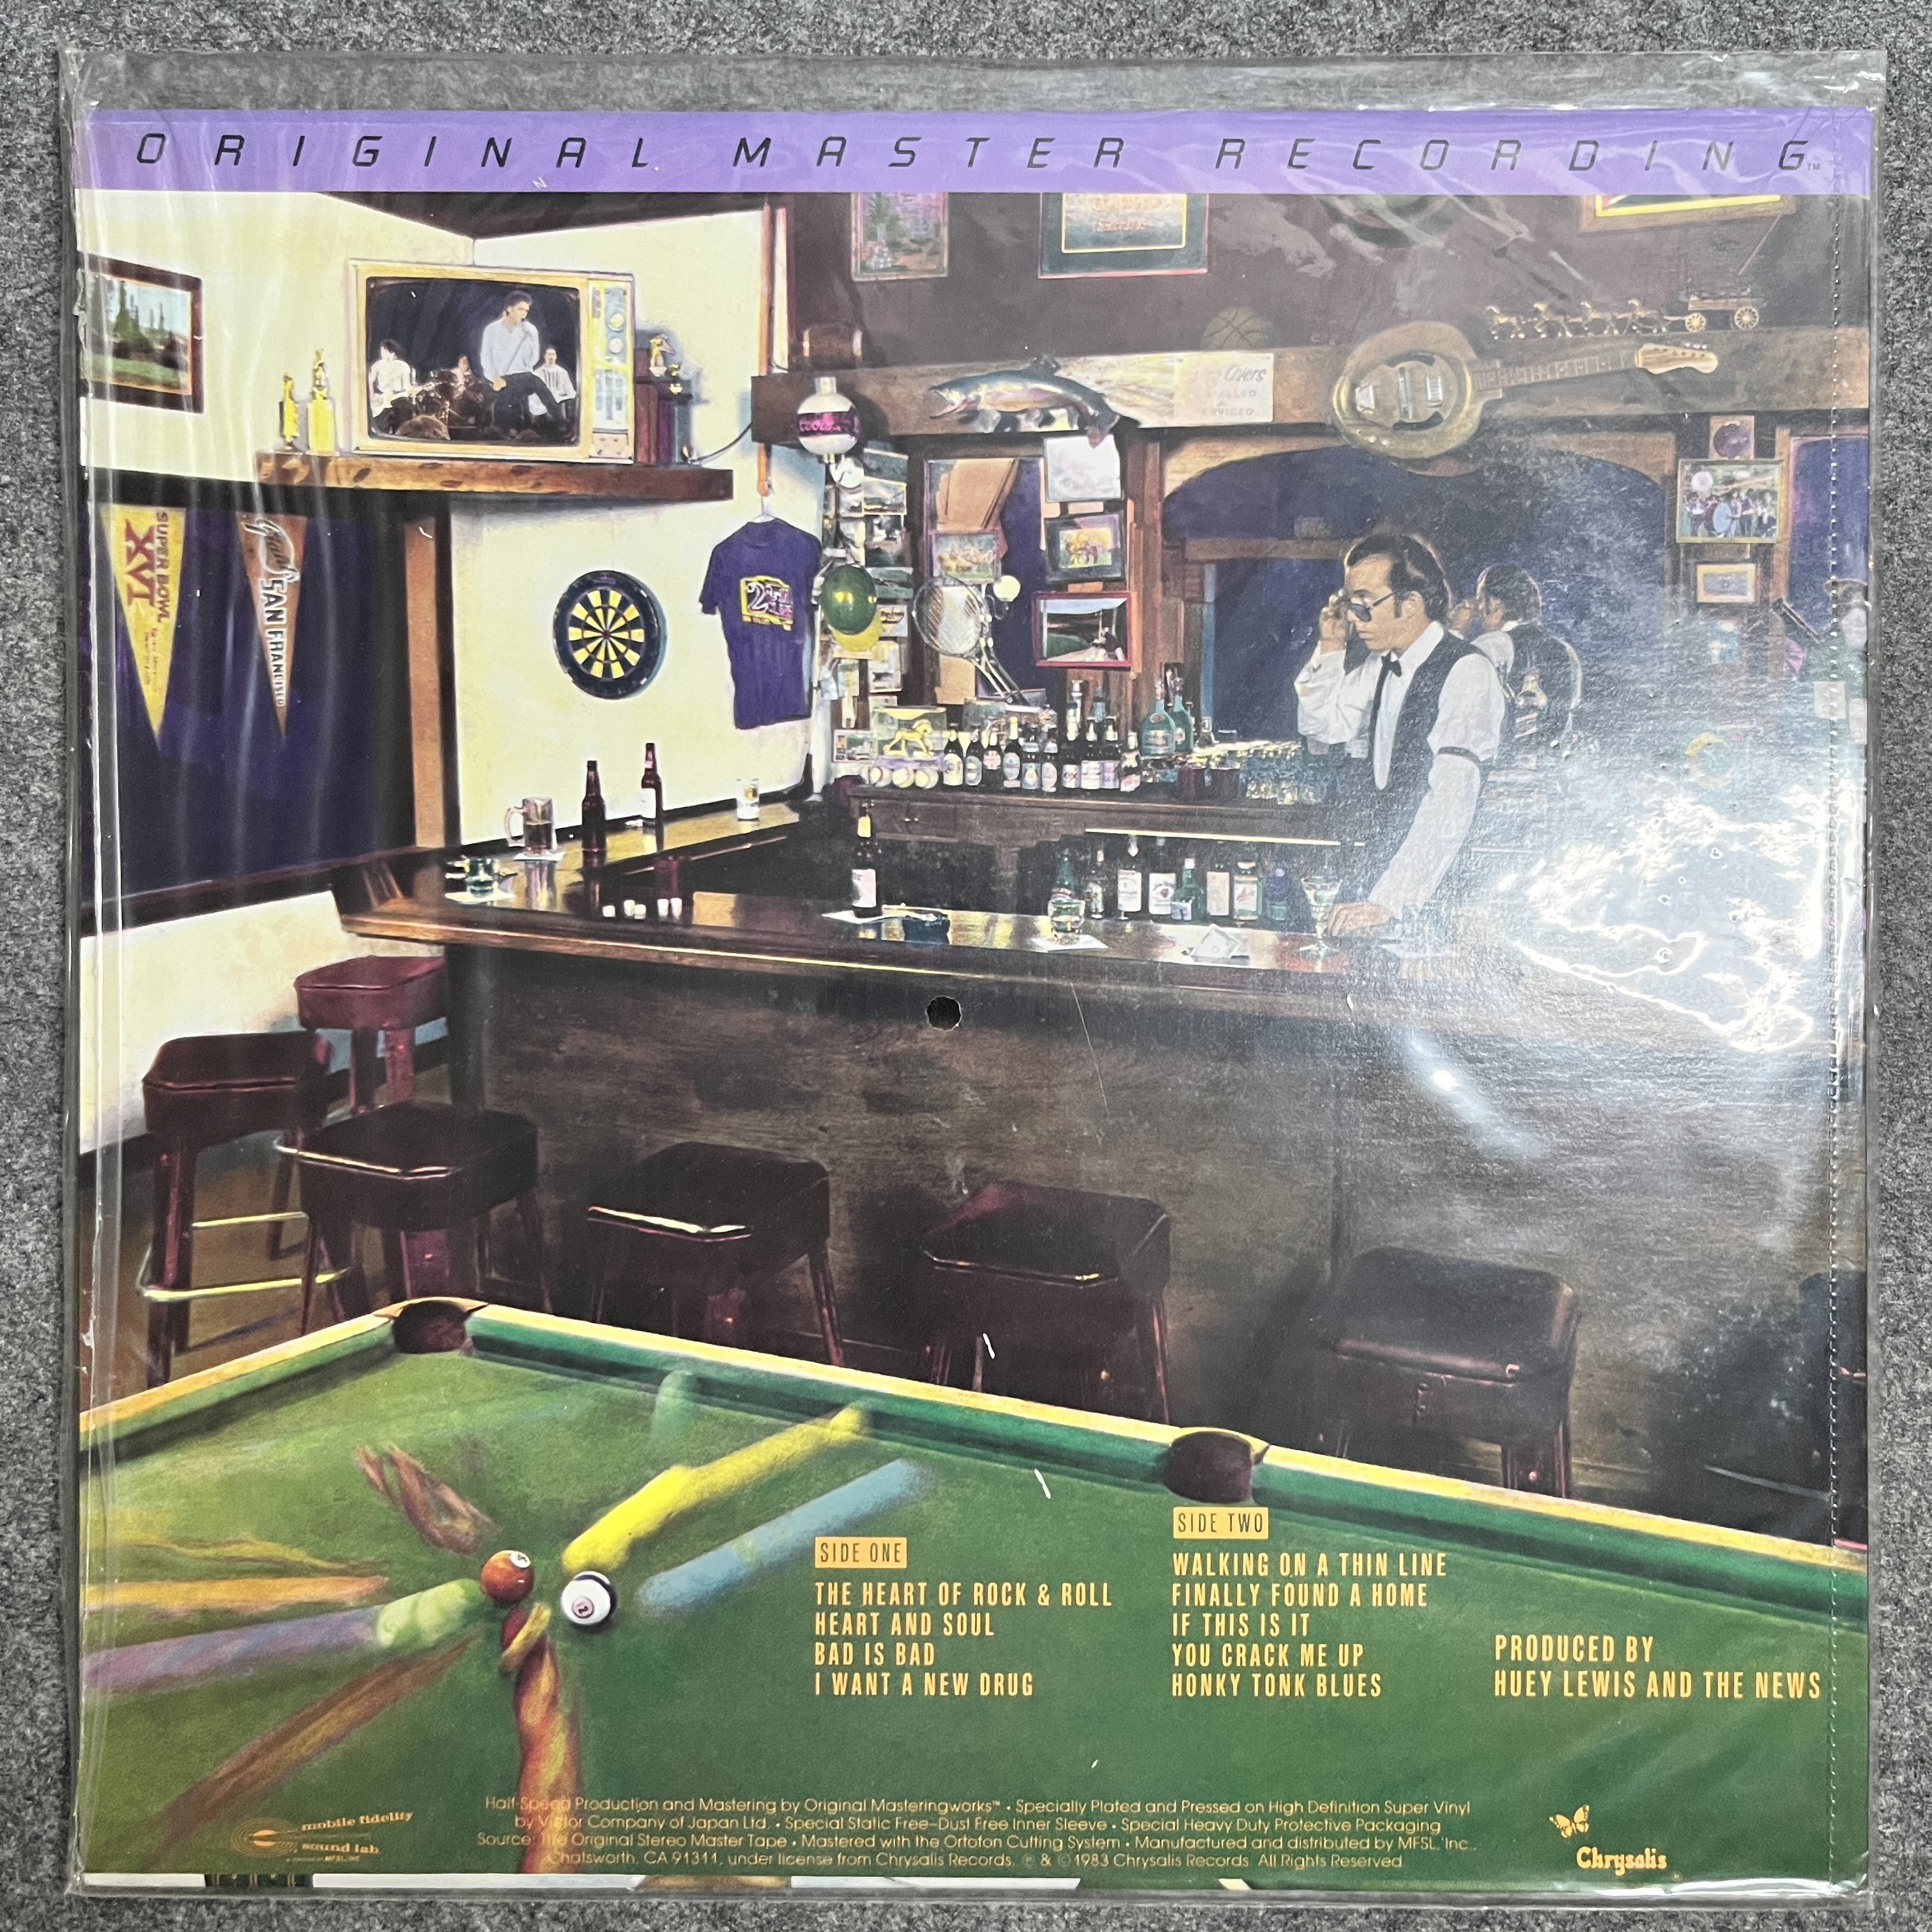 ORIGINAL MASTER RECORDING™
SUPER BOWL
XVI
Giants
SAN FRANCISCO
Coors
SIDE ONE
THE HEART OF ROCK & ROLL
HEART AND SOUL
BAD IS BAD
I WANT A NEW DRUG
SIDE TWO
WALKING ON A THIN LINE
FINALLY FOUND A HOME
IF THIS IS IT
YOU CRACK ME UP
HONKY TONK BLUES
PRODUCED BY
HUEY LEWIS AND THE NEWS
mobile fidelity
sound lab
Half-Speed Production and Mastering by Original Masteringworks™ • Specially Plated and Pressed on High Definition Super Vinyl
by Victor Company of Japan Ltd. • Special Static Free–Dust Free Inner Sleeve • Special Heavy Duty Protective Packaging
Source: The Original Stereo Master Tape • Mastered with the Ortofon Cutting System • Manufactured and distributed by MFSL, Inc.,
Chatsworth, CA 91311, under license from Chrysalis Records. ℗ & © 1983 Chrysalis Records. All Rights Reserved
Chrysalis